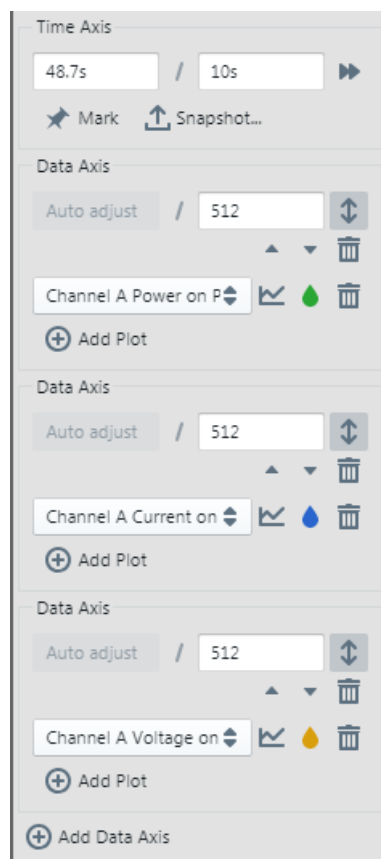 Time Axis
48.7s / 10s
Mark Snapshot...
Data Axis
Auto adjust / 512
Channel A Power on P
Add Plot
Data Axis
Auto adjust / 512
Channel A Current on
Add Plot
Data Axis
Auto adjust / 512
Channel A Voltage on
Add Plot
Add Data Axis